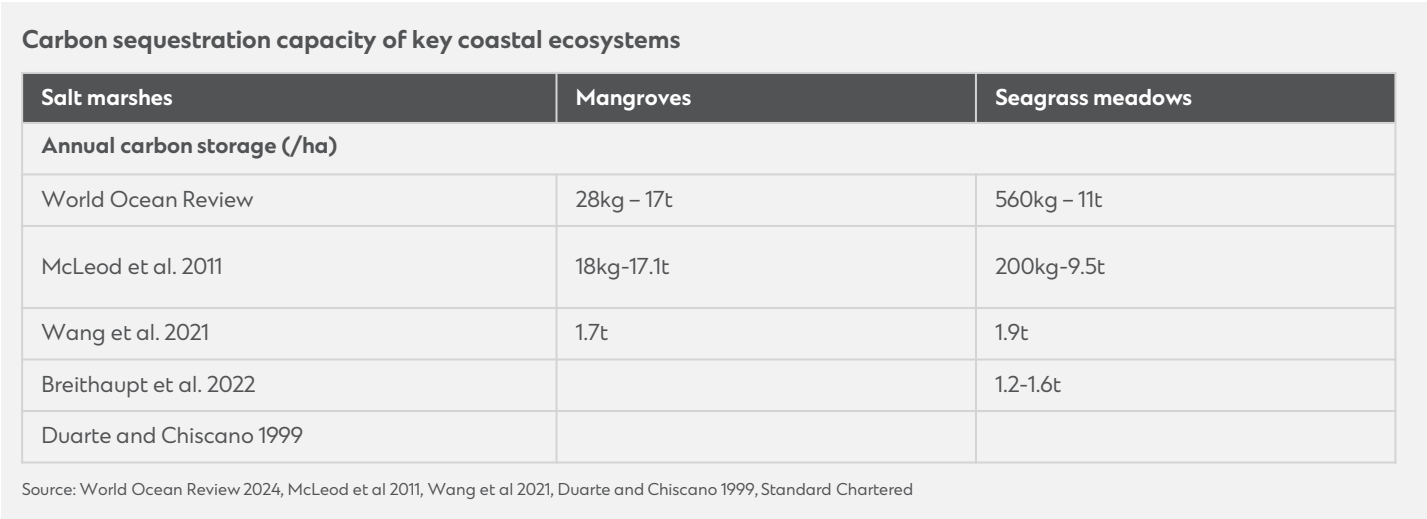 Carbon sequestration capacity of key coastal ecosystems
Salt marshes Mangroves Seagrass meadows
Annual carbon storage (/ha)
World Ocean Review 28kg – 17t 560kg – 11t
McLeod et al. 2011 18kg-17.1t 200kg-9.5t
Wang et al. 2021 1.7t 1.9t
Breithaupt et al. 2022 1.2-1.6t
Duarte and Chiscano 1999
Source: World Ocean Review 2024, McLeod et al 2011, Wang et al 2021, Duarte and Chiscano 1999, Standard Chartered